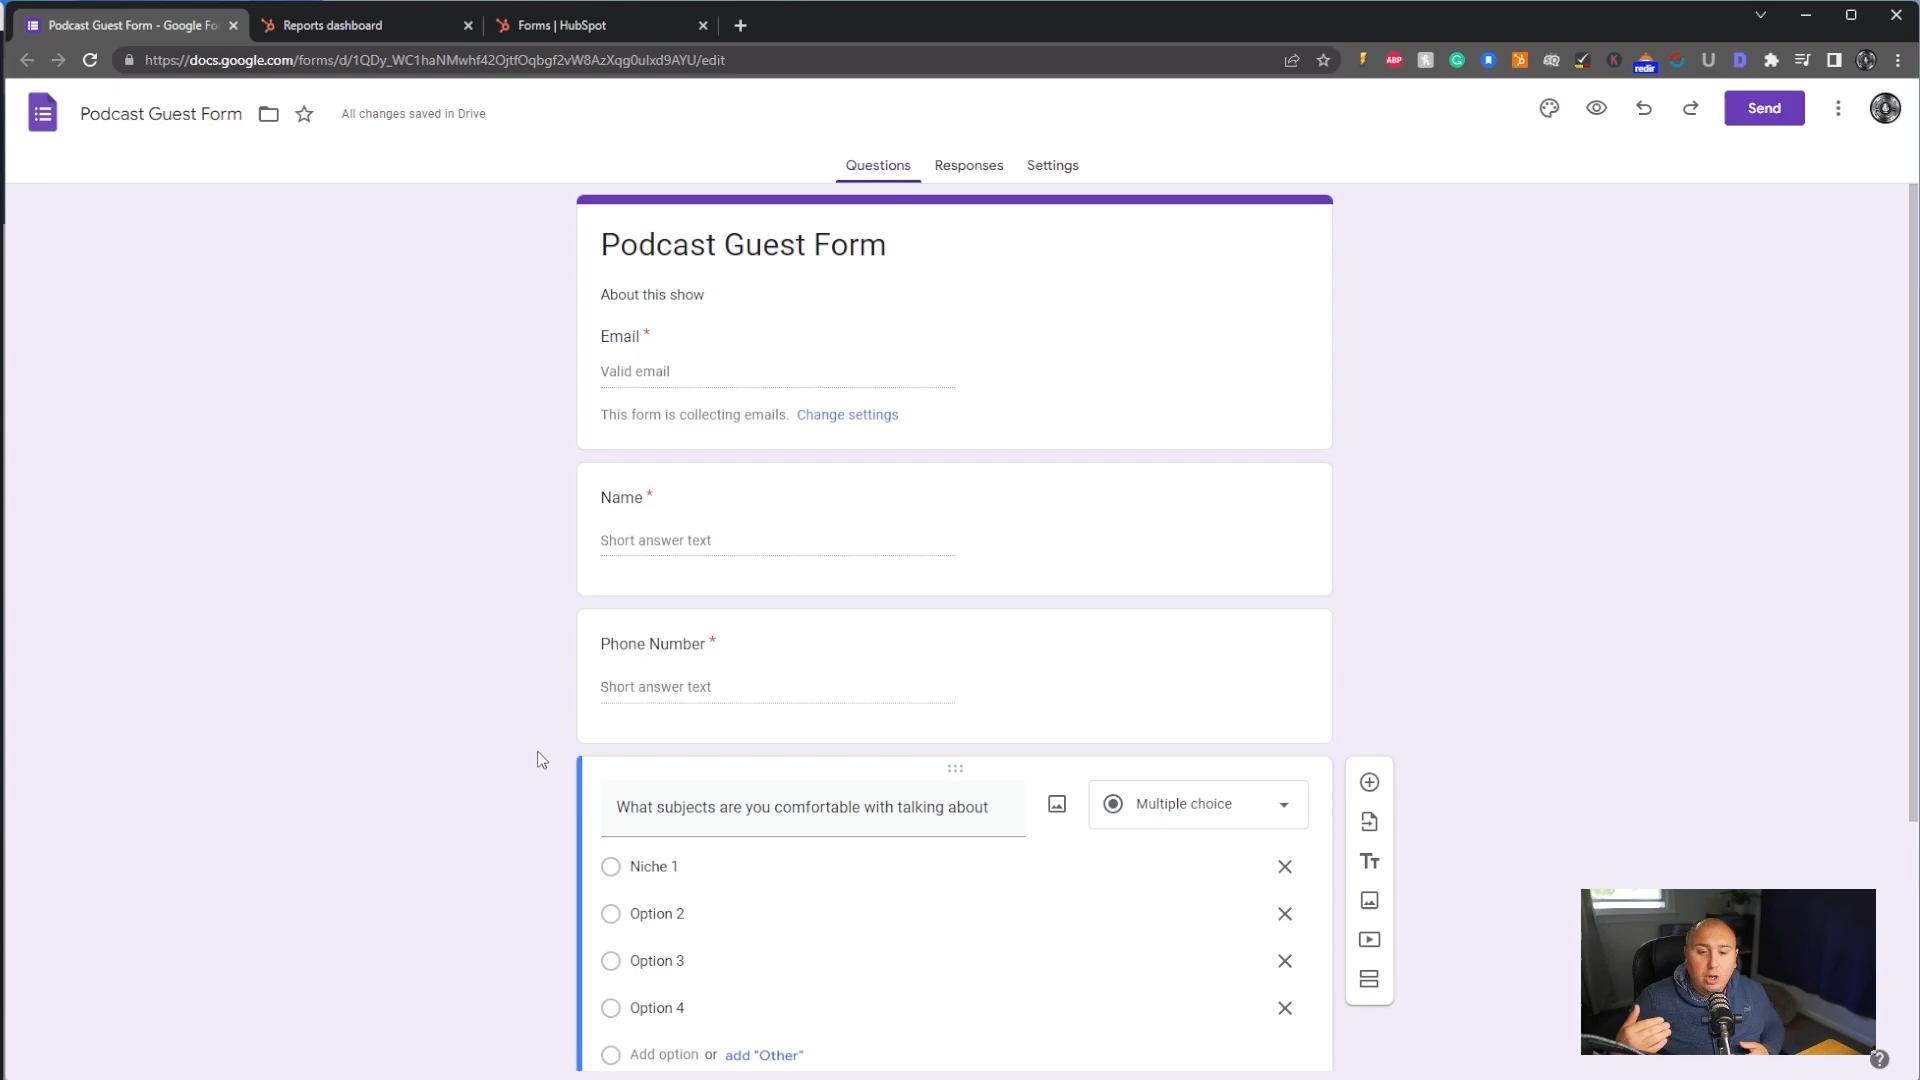 Podcast Guest Form - Google Fo
Reports dashboard
Forms | HubSpot
https://docs.google.com/forms/d/1QDy_WC1haNMwhf42OjtfOqbgf2vW8AzXqg0ulxd9AYU/edit
ABP
redir
Podcast Guest Form
All changes saved in Drive
Send
Questions
Responses
Settings
Podcast Guest Form
About this show
Email *
Valid email
This form is collecting emails. Change settings
Name *
Short answer text
Phone Number *
Short answer text
What subjects are you comfortable with talking about
Multiple choice
Niche 1
Option 2
Option 3
Option 4
Add option or add "Other"